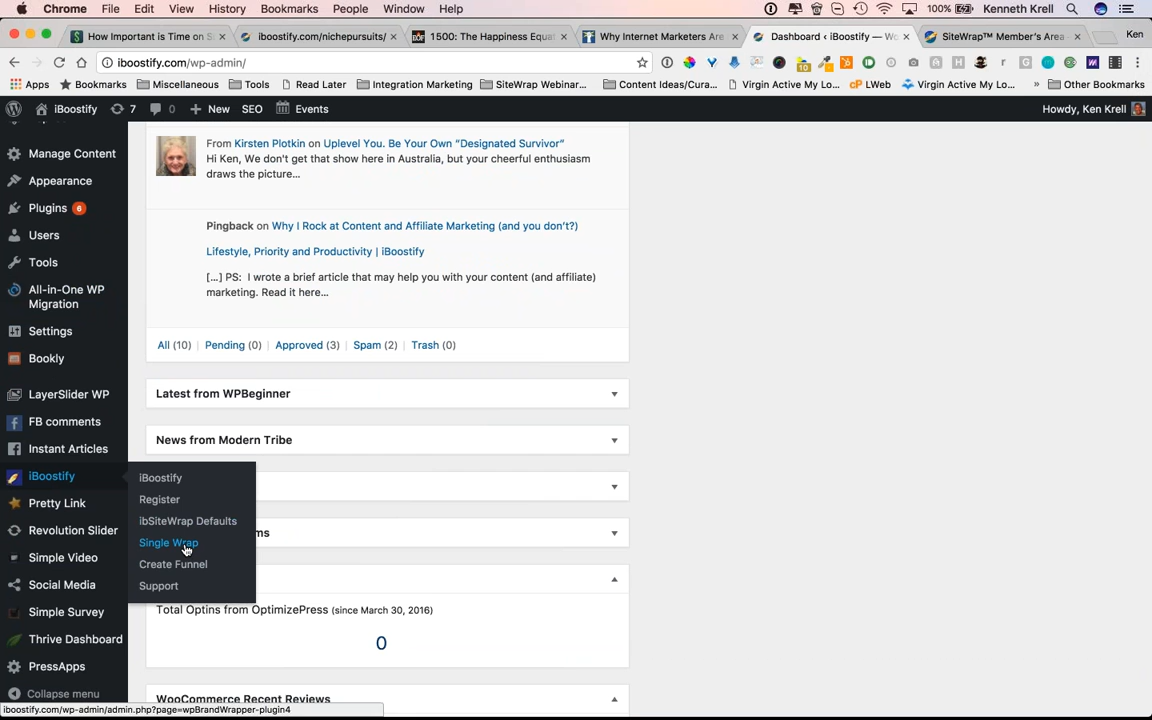 Chrome File Edit View History Bookmarks People Window Help 100% Kenneth Krell
How Important is Time on S iboostify.com/nichepursuits/ 1500: The Happiness Equat Why Internet Marketers Are Dashboard ‹ iBoostify — Wo SiteWrap™ Member's Area Ken
iboostify.com/wp-admin/
Apps Bookmarks Miscellaneous Tools Read Later Integration Marketing SiteWrap Webinar... Content Ideas/Cura... Virgin Active My Lo... cP LWeb Virgin Active My Lo... » Other Bookmarks
iBoostify 7 0 New SEO Events Howdy, Ken Krell
Manage Content
Appearance
Plugins 6
Users
Tools
All-in-One WP
Migration
Settings
Bookly
LayerSlider WP
FB comments
Instant Articles
iBoostify
Pretty Link
Revolution Slider
Simple Video
Social Media
Simple Survey
Thrive Dashboard
PressApps
Collapse menu
iBoostify
Register
ibSiteWrap Defaults
Single Wrap
Create Funnel
Support
From Kirsten Plotkin on Uplevel You. Be Your Own "Designated Survivor"
Hi Ken, We don't get that show here in Australia, but your cheerful enthusiasm
draws the picture...
Pingback on Why I Rock at Content and Affiliate Marketing (and you don't?)
Lifestyle, Priority and Productivity | iBoostify
[...] PS: I wrote a brief article that may help you with your content (and affiliate)
marketing. Read it here...
All (10) | Pending (0) | Approved (3) | Spam (2) | Trash (0)
Latest from WPBeginner
News from Modern Tribe
ms
Total Optins from OptimizePress (since March 30, 2016)
0
WooCommerce Recent Reviews
iboostify.com/wp-admin/admin.php?page=wpBrandWrapper-plugin4